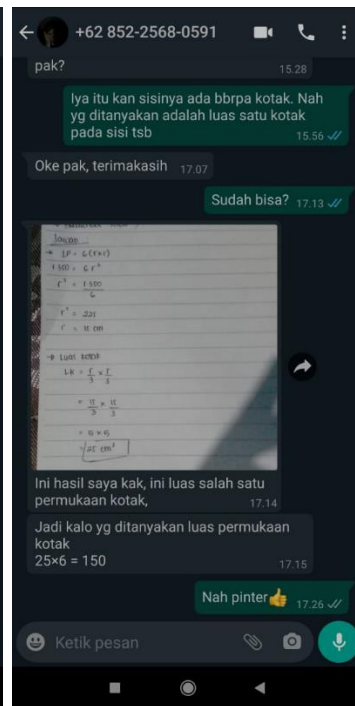 +62 852-2568-0591
pak?
15.28
Iya itu kan sisinya ada bbrpa kotak. Nah
yg ditanyakan adalah luas satu kotak
pada sisi tsb
15.56
Oke pak, terimakasih 17.07
Sudah bisa? 17.13
Jawab
→ LP = 6(r×r)
1350 = 6 r²
r² = 1350
6
r² = 225
r = 15 cm
→ Luas kotak
LK = r/3 × r/3
= 15/3 × 15/3
= 5 × 5
= 25 cm²
Ini hasil saya kak, ini luas salah satu
permukaan kotak,
17.14
Jadi kalo yg ditanyakan luas permukaan
kotak
25×6 = 150
17.15
Nah pinter👍 17.26
Ketik pesan